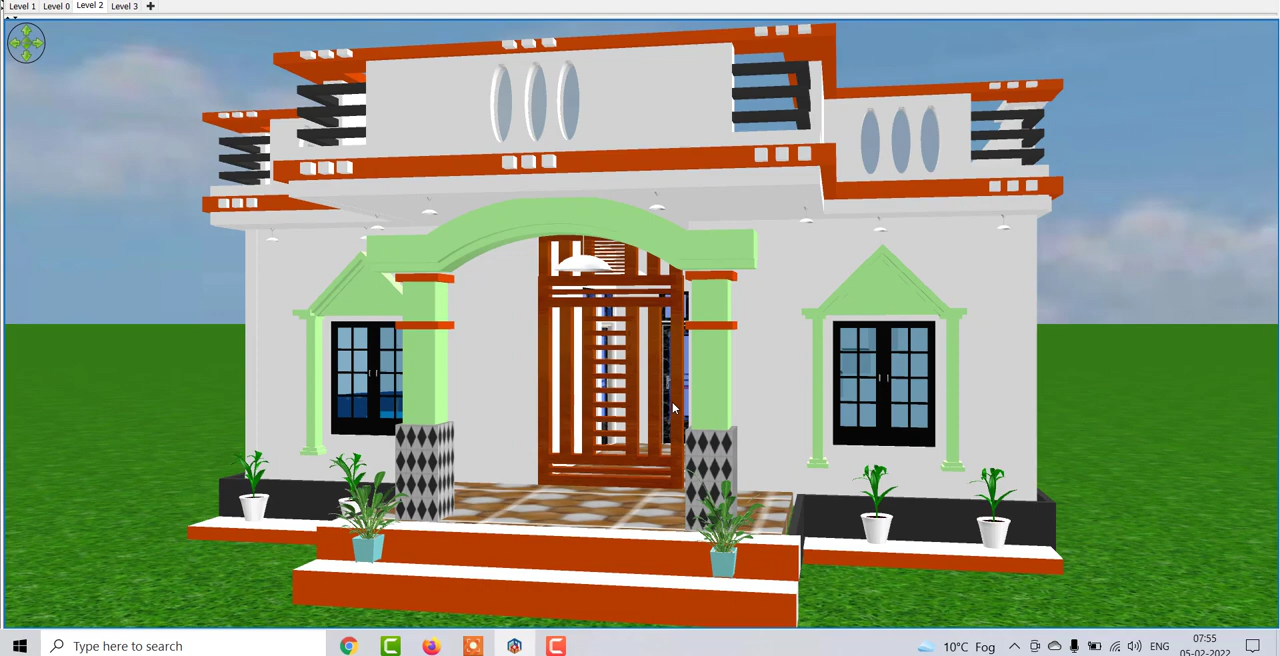 Level 1 Level 0 Level 2 Level 3
Type here to search
10°C Fog
ENG
07:55
05-02-2022